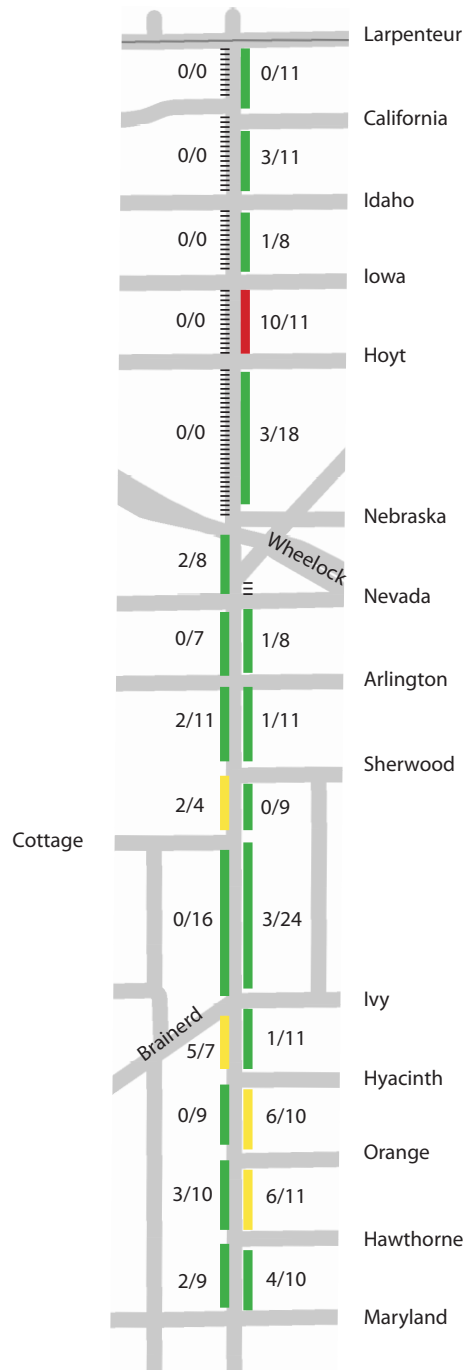 Larpenteur
0/0 0/11
California
0/0 3/11
Idaho
0/0 1/8
Iowa
0/0 10/11
Hoyt
0/0 3/18
Nebraska
Wheelock
2/8
Nevada
0/7 1/8
Arlington
2/11 1/11
Sherwood
2/4 0/9
Cottage
0/16 3/24
Ivy
Brainerd
5/7 1/11
Hyacinth
0/9 6/10
Orange
3/10 6/11
Hawthorne
2/9 4/10
Maryland